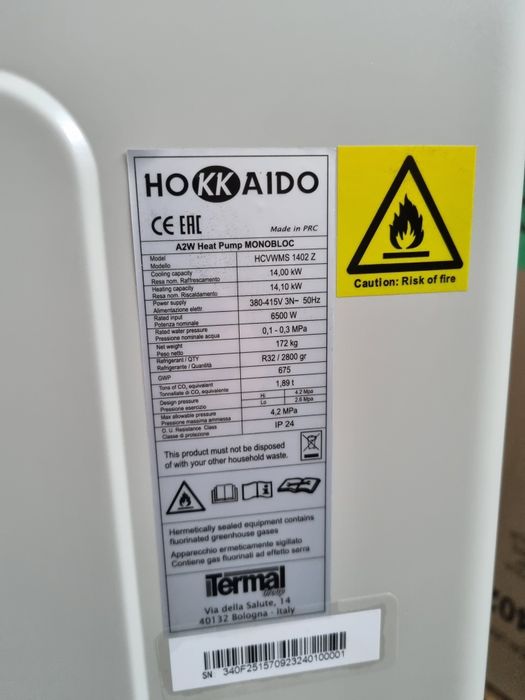 HOKKAIDO
CE EAC Made in PRC
A2W Heat Pump MONOBLOC
Model
Modello
HCVWMS 1402 Z
Cooling capacity
Resa nom. Raffrescamento
14,00 kW
Heating capacity
Resa nom. Riscaldamento
14,10 kW
Power supply
Alimentazione elettr
380-415V 3N~ 50Hz
Rated input
Potenza nominale
6500 W
Rated water pressure
Pressione nominale acqua
0,1 - 0,3 MPa
Net weight
Peso netto
172 kg
Refrigerant / QTY
Refrigerante / Quantità
R32 / 2800 gr
GWP
675
Tons of CO₂ equivalent
Tonnellate di CO₂ equivalente
1,89 t
Design pressure
Pressione esercizio
Hi 4.2 Mpa
Lo 2.6 Mpa
Max allowable pressure
Pressione massima ammessa
4,2 MPa
O. U. Resistance Class
Classe di protezione
IP 24
This product must not be disposed
of with your other household waste.
Hermetically sealed equipment contains
fluorinated greenhouse gases
Apparecchio ermeticamente sigillato
Contiene gas fluorinati ad effetto serra
iTermal
Group
Via della Salute, 14
40132 Bologna - Italy
SN: 340F251570923240100001
Caution: Risk of fire